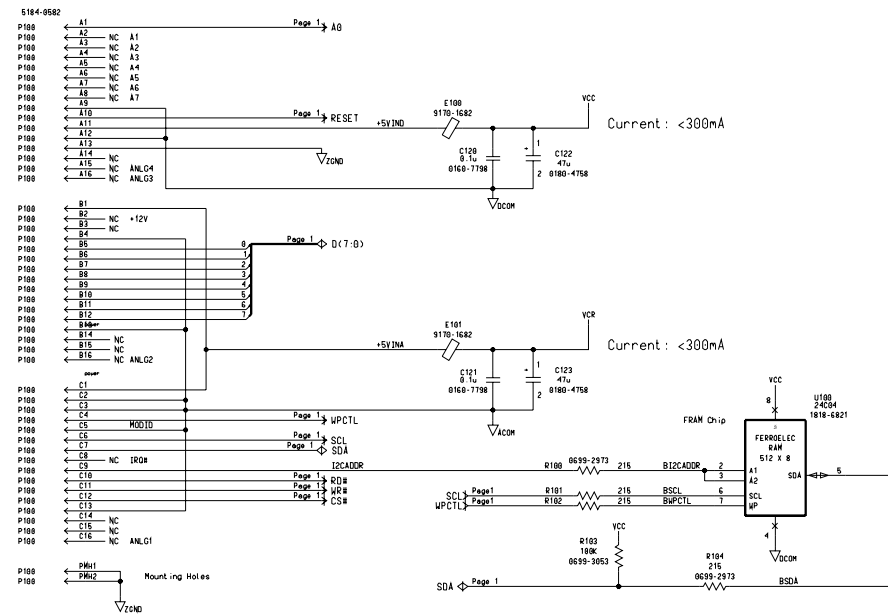 5184-0582
P100 A1 Page 1 A0
P100 A2 NC A1
P100 A3 NC A2
P100 A4 NC A3
P100 A5 NC A4
P100 A6 NC A5
P100 A7 NC A6
P100 A8 NC A7
P100 A9
P100 A10 Page 1 RESET
P100 A11 +5VIND
P100 A12
P100 A13 ZGND
P100 A14 NC
P100 A15 NC ANLG4
P100 A16 NC ANLG3
E100
9170-1682
VCC
Current: <300mA
C120
0.1u
0160-7798
+ 1
C122
47u
2 0180-4758
DCOM
P100 B1
P100 B2 NC +12V
P100 B3 NC
P100 B4
P100 B5 0 Page 1 D(7:0)
P100 B6 1
P100 B7 2
P100 B8 3
P100 B9 4
P100 B10 5
P100 B11 6
P100 B12 7
P100 power
P100 B14 NC
P100 B15 NC
P100 B16 NC ANLG2
power
E101
9170-1682
VCR
+5VINA
Current: <300mA
C121
0.1u
0160-7798
+ 1
C123
47u
2 0180-4758
ACOM
P100 C1
P100 C2
P100 C3
P100 C4 Page 1 WPCTL
P100 C5 MODID
P100 C6 Page 1 SCL
P100 C7 Page 1 SDA
P100 C8 NC IRQ#
P100 C9 I2CADDR R100 0699-2973 215 BI2CADDR
P100 C10 Page 1 RD#
P100 C11 Page 1 WR#
P100 C12 Page 1 CS#
P100 C13
P100 C14 NC
P100 C15 NC
P100 C16 NC ANLG1
SCL Page1 R101 215 BSCL
WPCTL Page1 R102 215 BWPCTL
FRAM Chip
VCC
8
U100
24C04
1818-6821
FERROELEC
RAM
512 X 8
2 A1
3 A2
6 SCL
7 WP
SDA 5
4
DCOM
P100 PMH1
P100 PMH2
Mounting Holes
ZGND
VCC
R103
100K
0699-3053
SDA Page 1
R104
215
0699-2973
BSDA